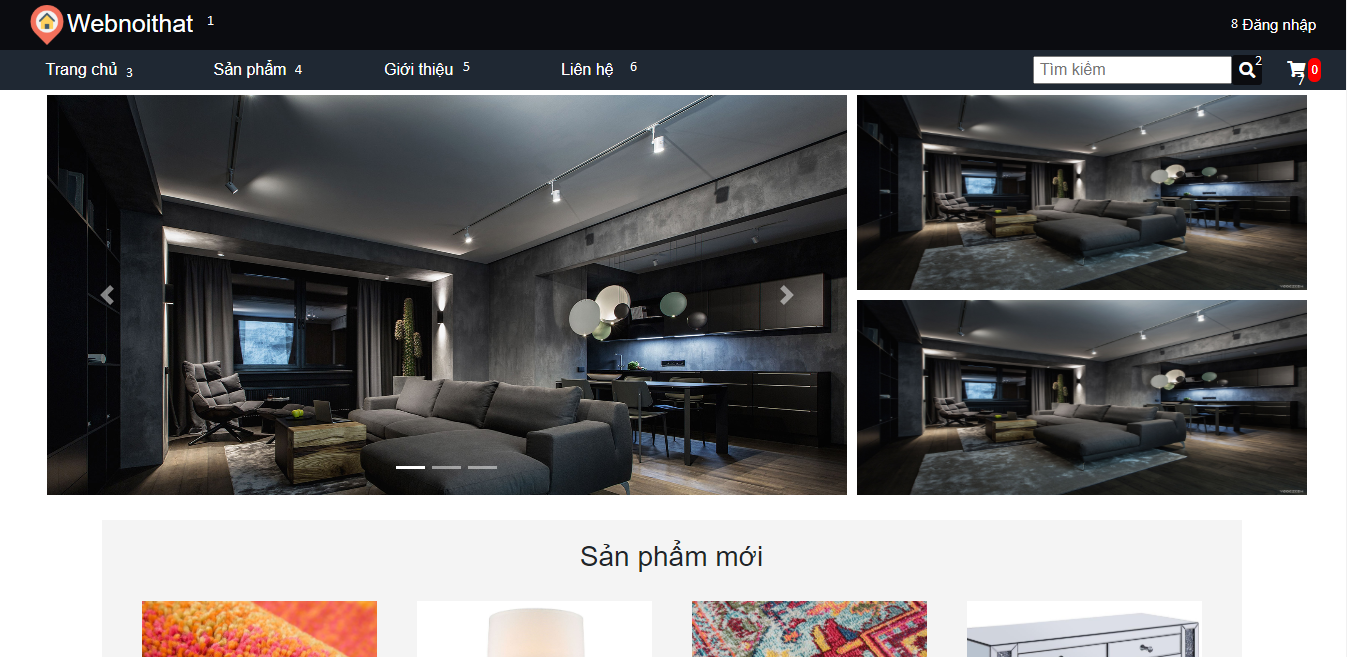 Webnoithat 1
8 Đăng nhập
Trang chủ 3 Sản phẩm 4 Giới thiệu 5 Liên hệ 6 Tìm kiếm 2 7 0
Sản phẩm mới